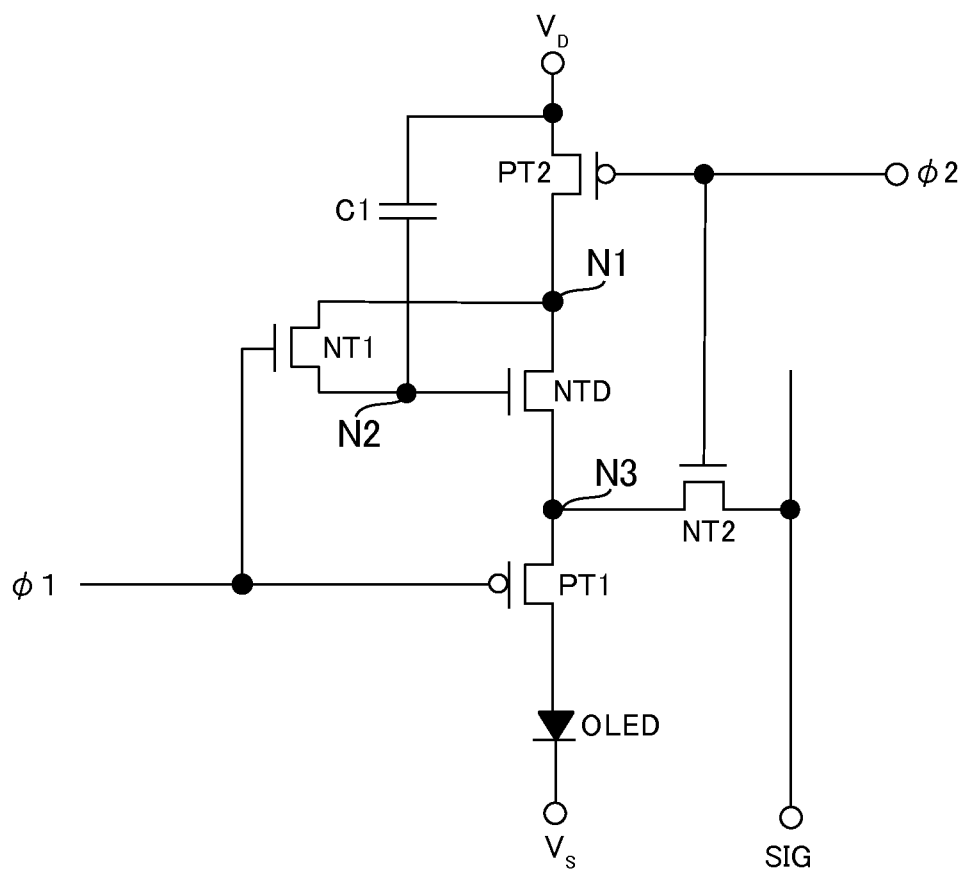 V_D
PT2
φ2
C1
N1
NT1
NTD
N2
N3
NT2
φ1
PT1
OLED
V_S
SIG